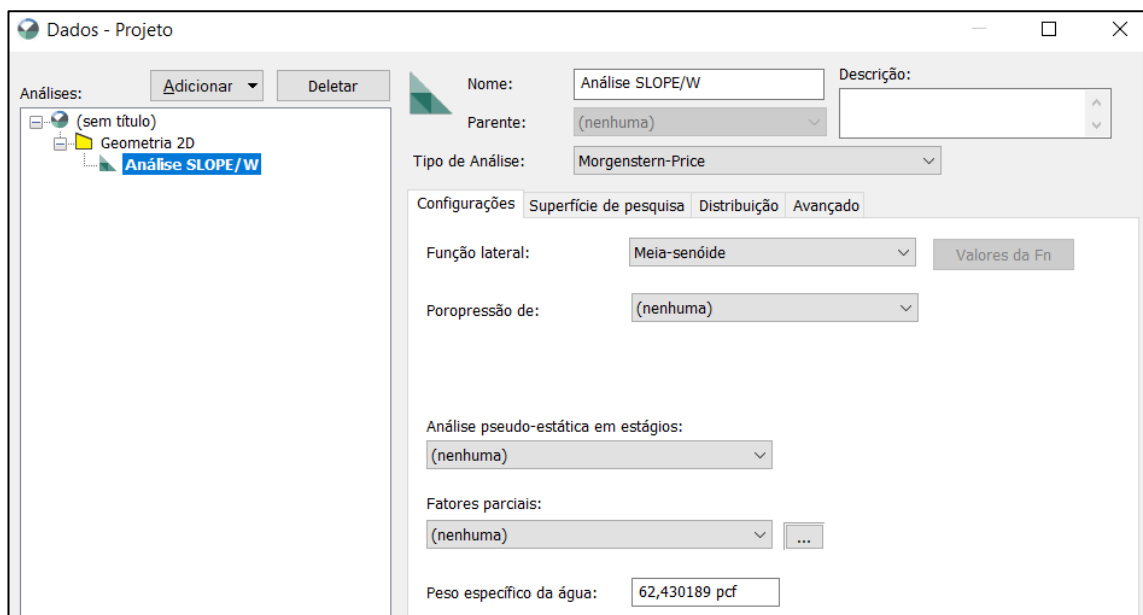 Dados - Projeto
Análises:
Adicionar
Deletar
(sem título)
Geometria 2D
Análise SLOPE/W
Nome:
Análise SLOPE/W
Descrição:
Parente:
(nenhuma)
Tipo de Análise:
Morgenstern-Price
Configurações
Superfície de pesquisa
Distribuição
Avançado
Função lateral:
Meia-senóide
Valores da Fn
Poropressão de:
(nenhuma)
Análise pseudo-estática em estágios:
(nenhuma)
Fatores parciais:
(nenhuma)
...
Peso específico da água:
62,430189 pcf